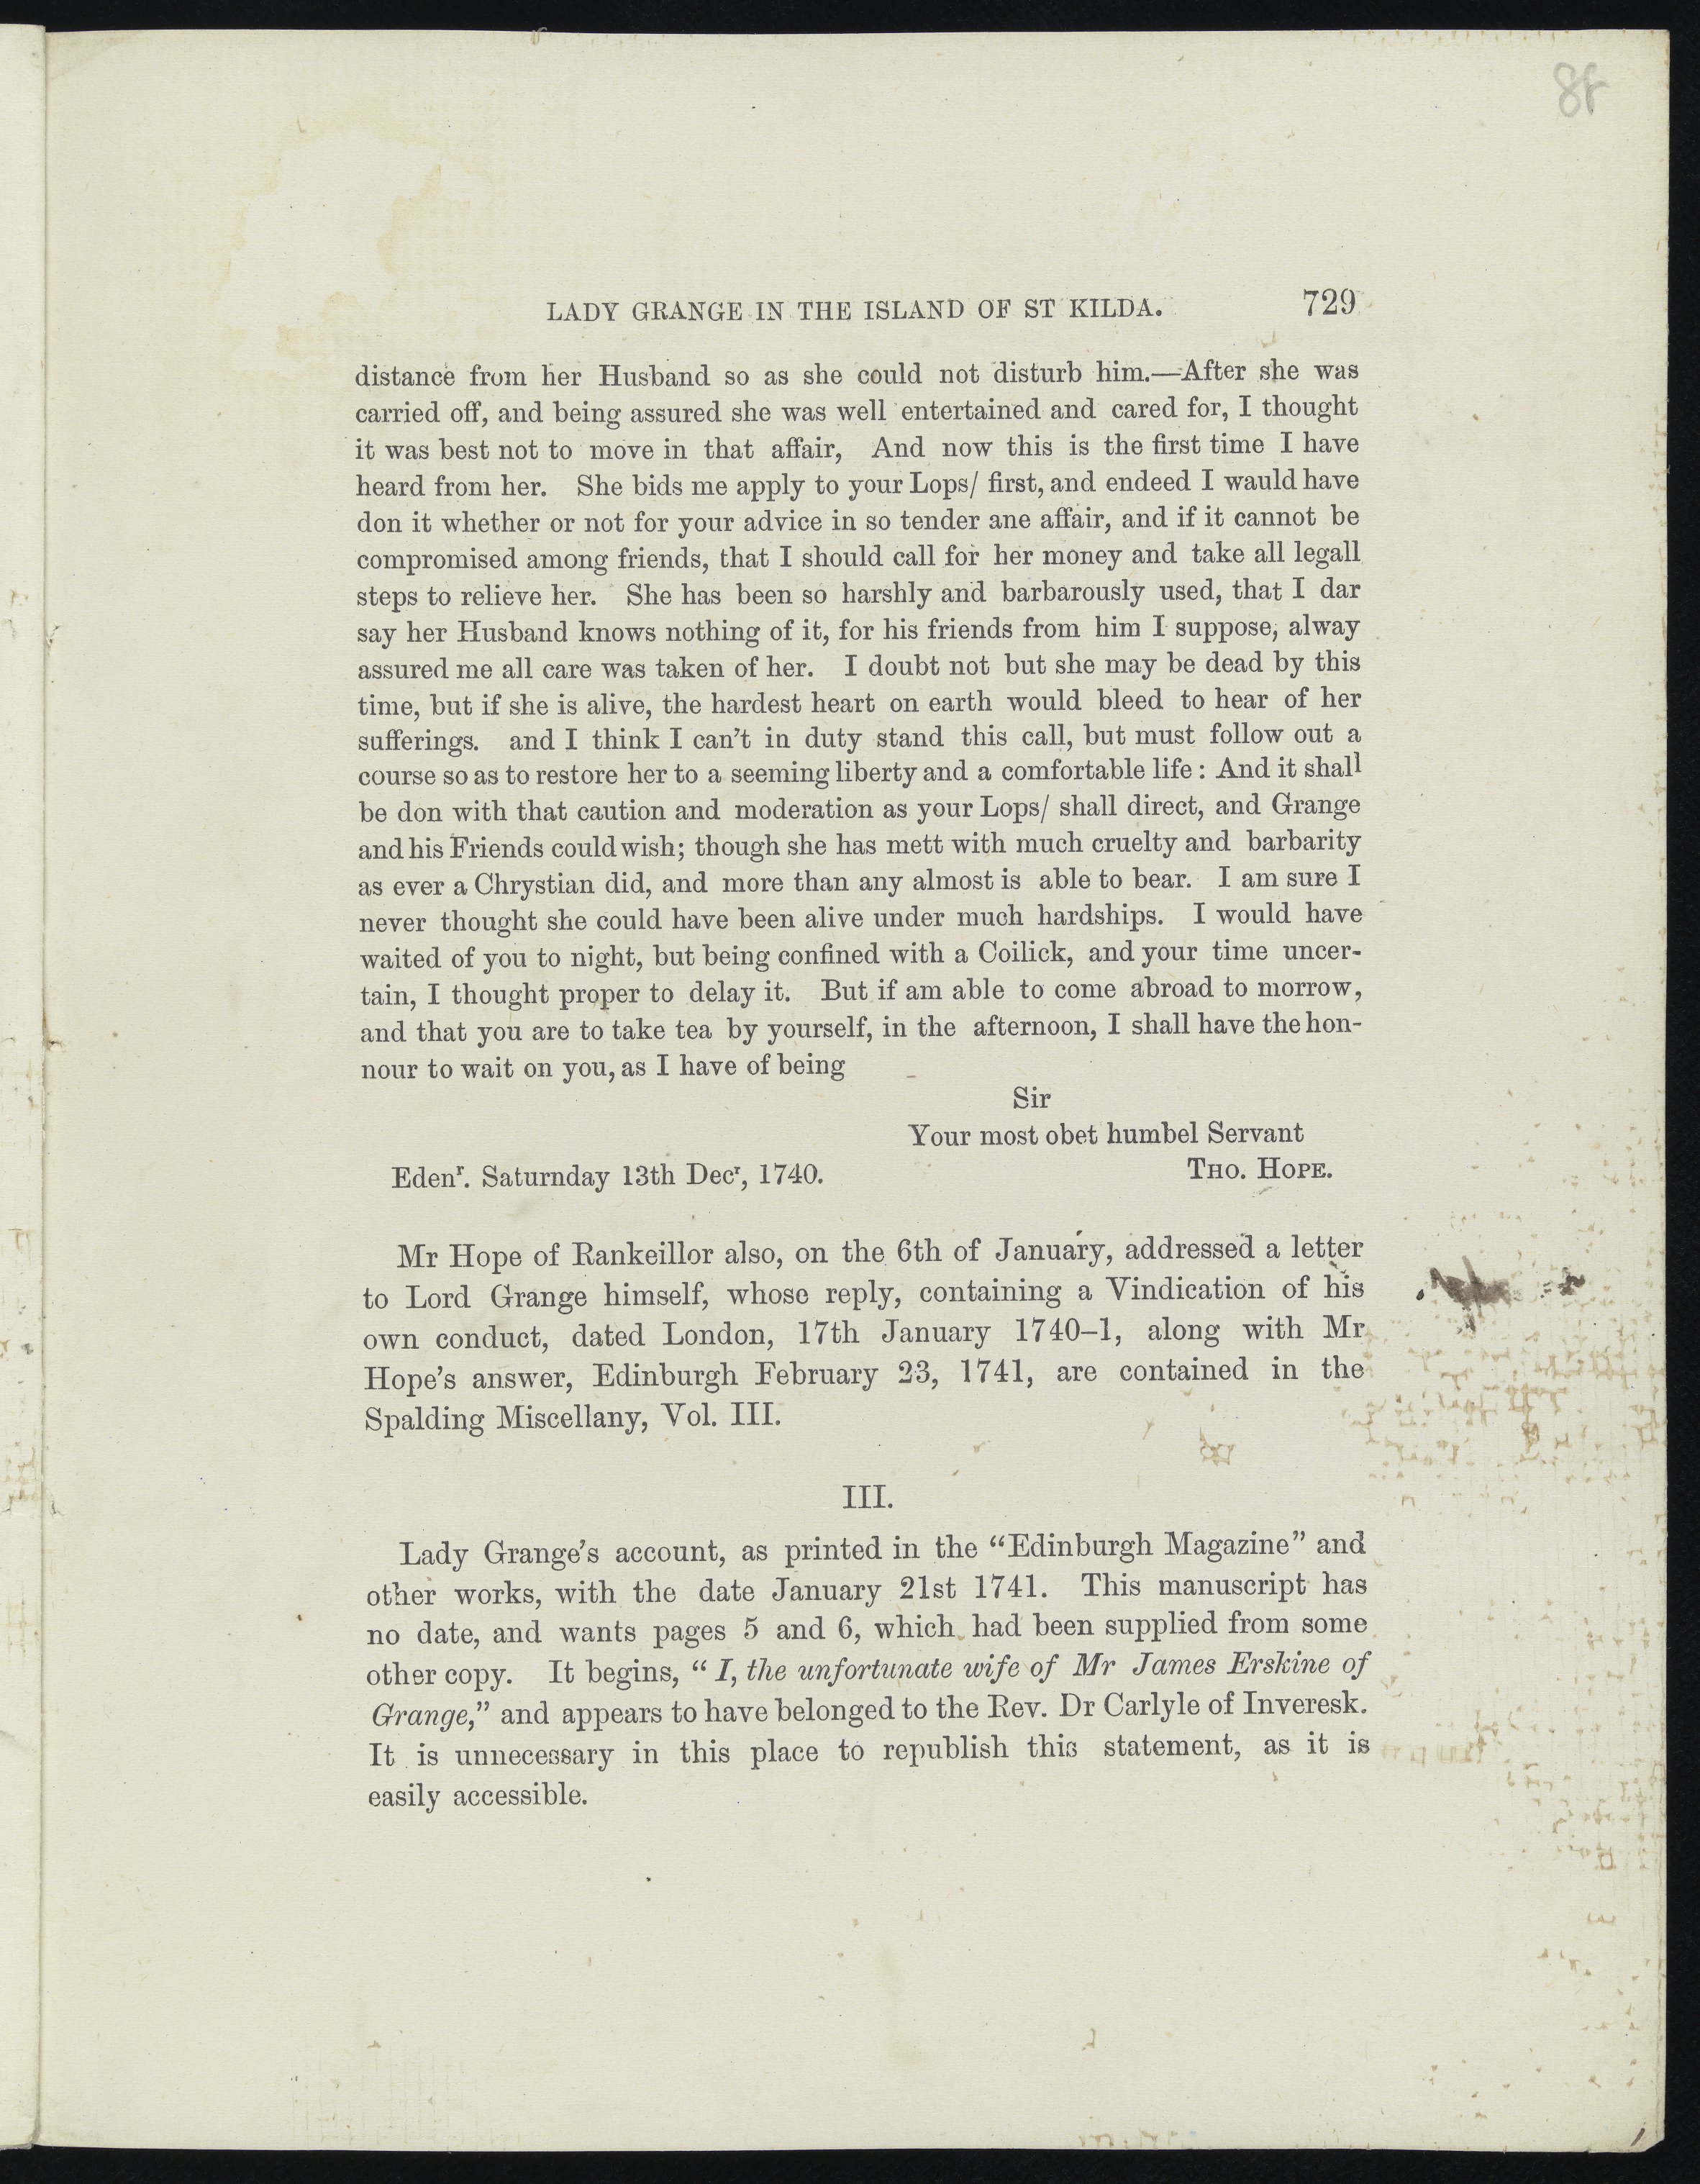 8r
LADY GRANGE IN THE ISLAND OF ST KILDA. 729
distance from her Husband so as she could not disturb him.—After she was
carried off, and being assured she was well entertained and cared for, I thought
it was best not to move in that affair, And now this is the first time I have
heard from her. She bids me apply to your Lops/ first, and endeed I wauld have
don it whether or not for your advice in so tender ane affair, and if it cannot be
compromised among friends, that I should call for her money and take all legall
steps to relieve her. She has been so harshly and barbarously used, that I dar
say her Husband knows nothing of it, for his friends from him I suppose, alway
assured me all care was taken of her. I doubt not but she may be dead by this
time, but if she is alive, the hardest heart on earth would bleed to hear of her
sufferings. and I think I can't in duty stand this call, but must follow out a
course so as to restore her to a seeming liberty and a comfortable life : And it shall
be don with that caution and moderation as your Lops/ shall direct, and Grange
and his Friends could wish; though she has mett with much cruelty and barbarity
as ever a Chrystian did, and more than any almost is able to bear. I am sure I
never thought she could have been alive under much hardships. I would have
waited of you to night, but being confined with a Coilick, and your time uncer-
tain, I thought proper to delay it. But if am able to come abroad to morrow,
and that you are to take tea by yourself, in the afternoon, I shall have the hon-
nour to wait on you, as I have of being
Sir
Your most obet humbel Servant
Edenʳ. Saturnday 13th Decʳ, 1740. THO. HOPE.
Mr Hope of Rankeillor also, on the 6th of January, addressed a letter
to Lord Grange himself, whose reply, containing a Vindication of his
own conduct, dated London, 17th January 1740–1, along with Mr
Hope's answer, Edinburgh February 23, 1741, are contained in the
Spalding Miscellany, Vol. III.
III.
Lady Grange's account, as printed in the “Edinburgh Magazine” and
other works, with the date January 21st 1741. This manuscript has
no date, and wants pages 5 and 6, which had been supplied from some
other copy. It begins, “I, the unfortunate wife of Mr James Erskine of
Grange,” and appears to have belonged to the Rev. Dr Carlyle of Inveresk.
It is unnecessary in this place to republish this statement, as it is
easily accessible.